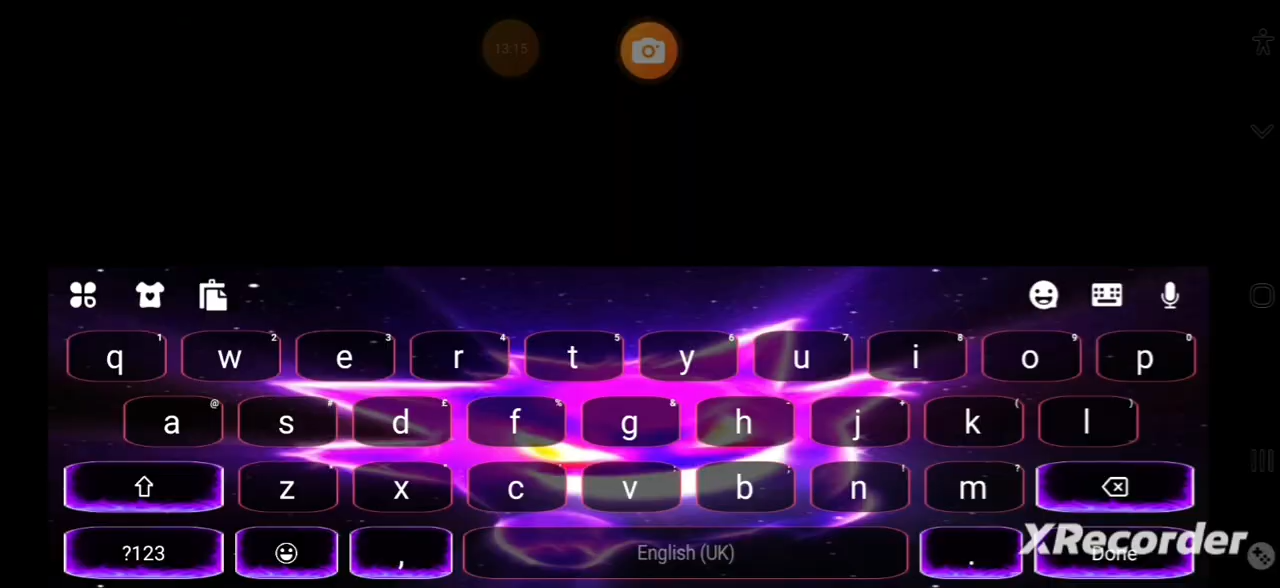 13:15
1 2 3 4 5 6 7 8 9 0
q w e r t y u i o p
@ # £ % & - + ( )
a s d f g h j k l
z x c v b n m
! ?
?123 , English (UK) . Done
XRecorder